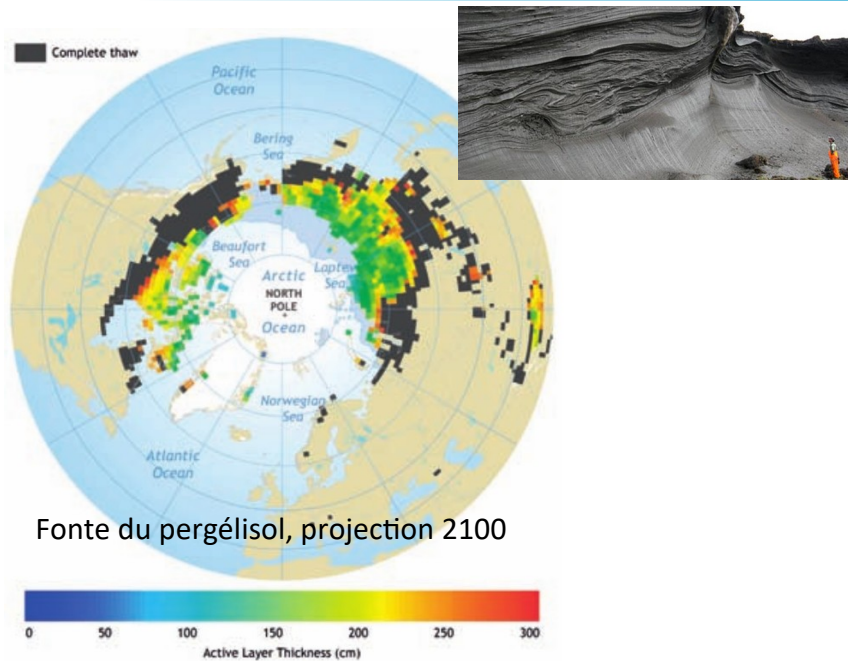 Complete thaw
Pacific
Ocean
Bering
Sea
Beaufort
Sea
Arctic
Laptev
Sea
NORTH
POLE
Ocean
Norwegian
Sea
Atlantic
Ocean
Fonte du pergélisol, projection 2100
0 50 100 150 200 250 300
Active Layer Thickness (cm)